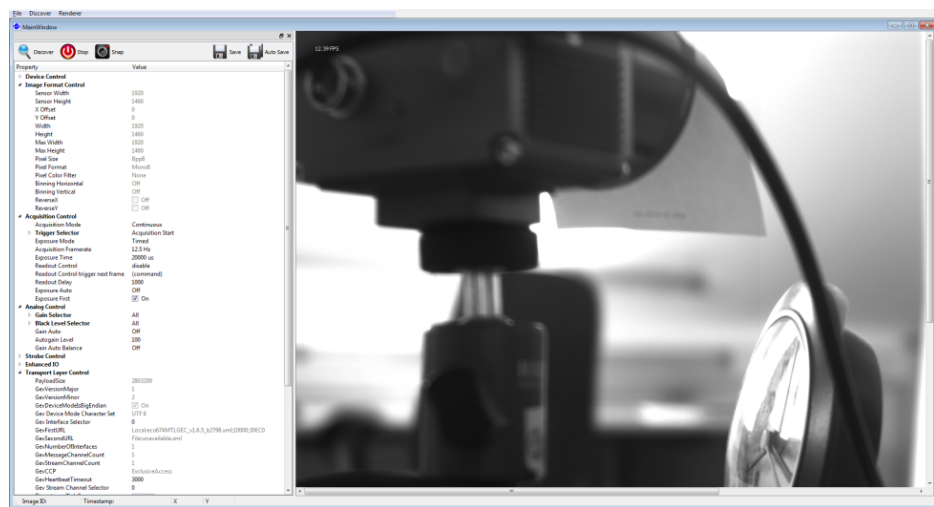 File Discover Renderer
MainWindow
Discover Stop Snap Save Auto Save
Property Value
Device Control
Image Format Control
Sensor Width 1920
Sensor Height 1460
X Offset 0
Y Offset 0
Width 1920
Height 1460
Max Width 1920
Max Height 1460
Pixel Size Bpp8
Pixel Format Mono8
Pixel Color Filter None
Binning Horizontal Off
Binning Vertical Off
ReverseX Off
ReverseY Off
Acquisition Control
Acquisition Mode Continuous
Trigger Selector Acquisition Start
Exposure Mode Timed
Acquisition Framerate 12.5 Hz
Exposure Time 20000 us
Readout Control disable
Readout Control trigger next frame (command)
Readout Delay 1000
Exposure Auto Off
Exposure First On
Analog Control
Gain Selector All
Black Level Selector All
Gain Auto Off
Autogain Level 100
Gain Auto Balance Off
Strobe Control
Enhanced IO
Transport Layer Control
PayloadSize 2803200
GevVersionMajor 1
GevVersionMinor 2
GevDeviceModeIsBigEndian On
Gev Device Mode Character Set UTF8
Gev Interface Selector 0
GevFirstURL
GevSecondURL File:unavailable.xml
GevNumberOfInterfaces 1
GevMessageChannelCount 1
GevStreamChannelCount 1
GevCCP ExclusiveAccess
GevHeartbeatTimeout 3000
Gev Stream Channel Selector 0
Image ID: Timestamp: X Y
12.39 FPS